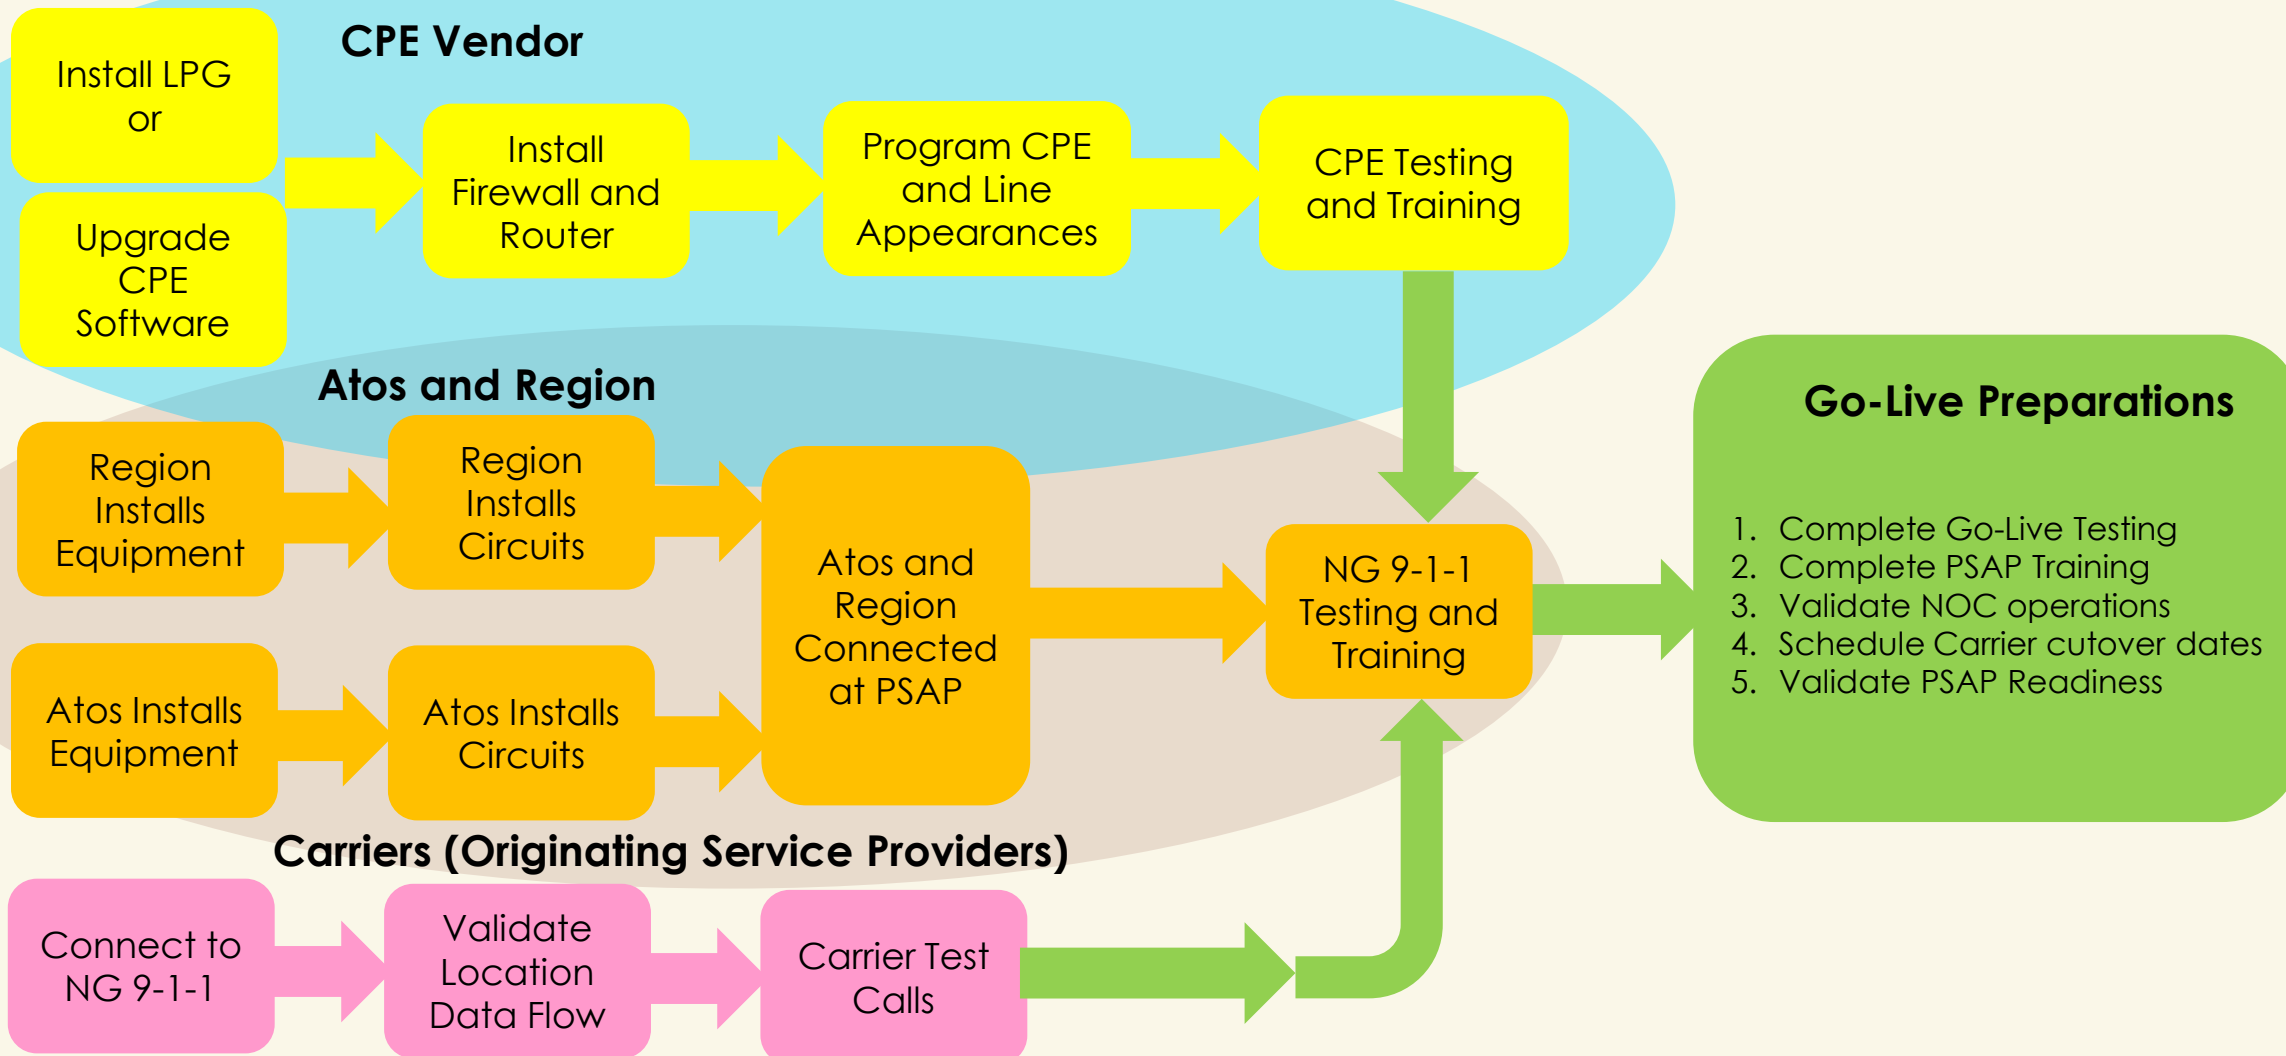 CPE Vendor
Install LPG
or
Upgrade
CPE
Software
Install
Firewall and
Router
Program CPE
and Line
Appearances
CPE Testing
and Training
Atos and Region
Region
Installs
Equipment
Region
Installs
Circuits
Atos Installs
Equipment
Atos Installs
Circuits
Atos and
Region
Connected
at PSAP
NG 9-1-1
Testing and
Training
Go-Live Preparations
1. Complete Go-Live Testing
2. Complete PSAP Training
3. Validate NOC operations
4. Schedule Carrier cutover dates
5. Validate PSAP Readiness
Carriers (Originating Service Providers)
Connect to
NG 9-1-1
Validate
Location
Data Flow
Carrier Test
Calls